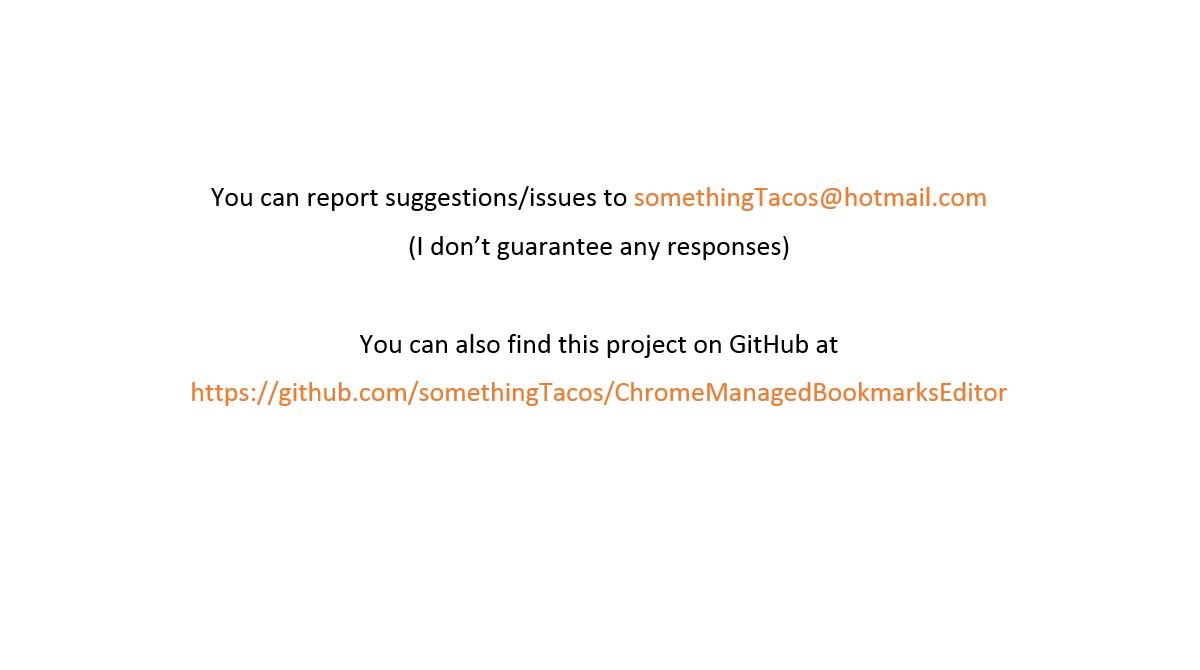 You can report suggestions/issues to somethingTacos@hotmail.com
(I don’t guarantee any responses)
You can also find this project on GitHub at
https://github.com/somethingTacos/ChromeManagedBookmarksEditor